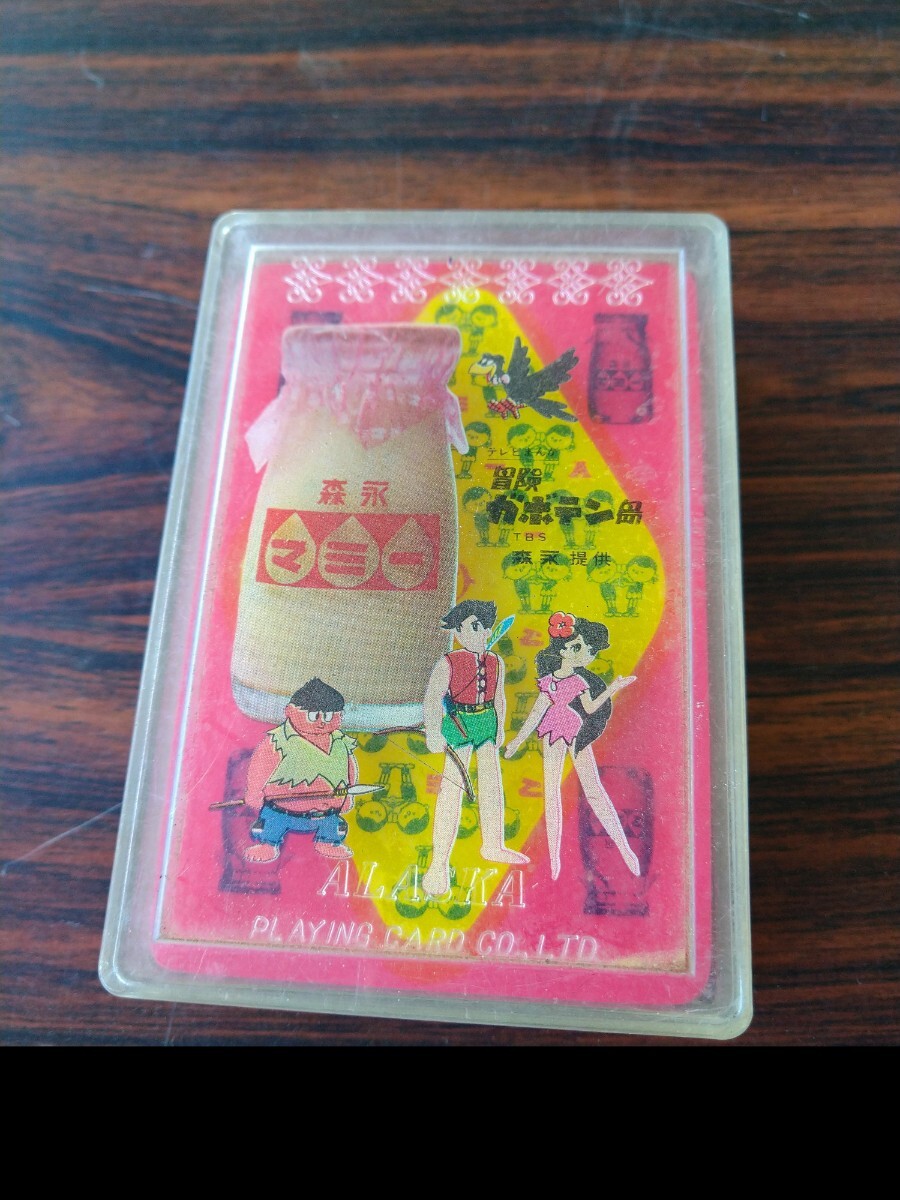 森永
マミー
テレビまんが
冒険
ガボテン島
TBS
森永提供
ALASKA
PLAYING CARD CO., LTD